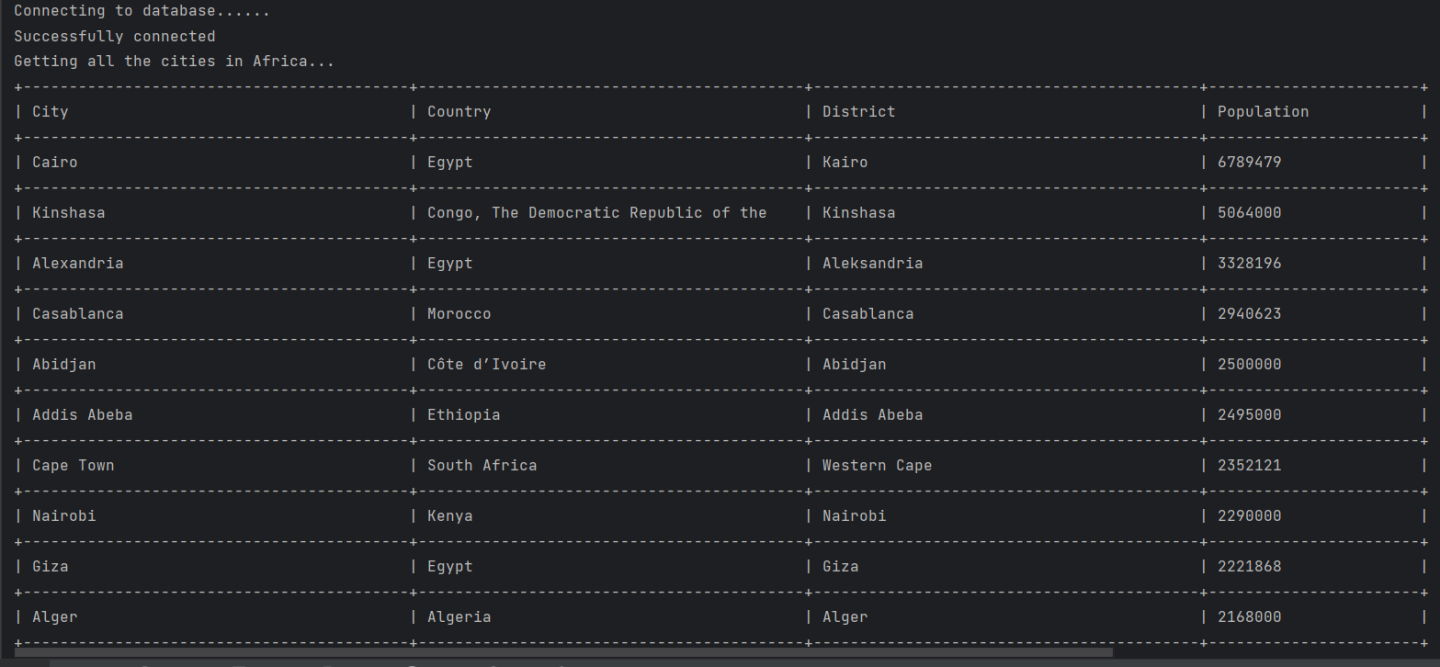 Connecting to database......
Successfully connected
Getting all the cities in Africa...
| City | Country | District | Population |
| Cairo | Egypt | Kairo | 6789479 |
| Kinshasa | Congo, The Democratic Republic of the | Kinshasa | 5064000 |
| Alexandria | Egypt | Aleksandria | 3328196 |
| Casablanca | Morocco | Casablanca | 2940623 |
| Abidjan | Côte d’Ivoire | Abidjan | 2500000 |
| Addis Abeba | Ethiopia | Addis Abeba | 2495000 |
| Cape Town | South Africa | Western Cape | 2352121 |
| Nairobi | Kenya | Nairobi | 2290000 |
| Giza | Egypt | Giza | 2221868 |
| Alger | Algeria | Alger | 2168000 |